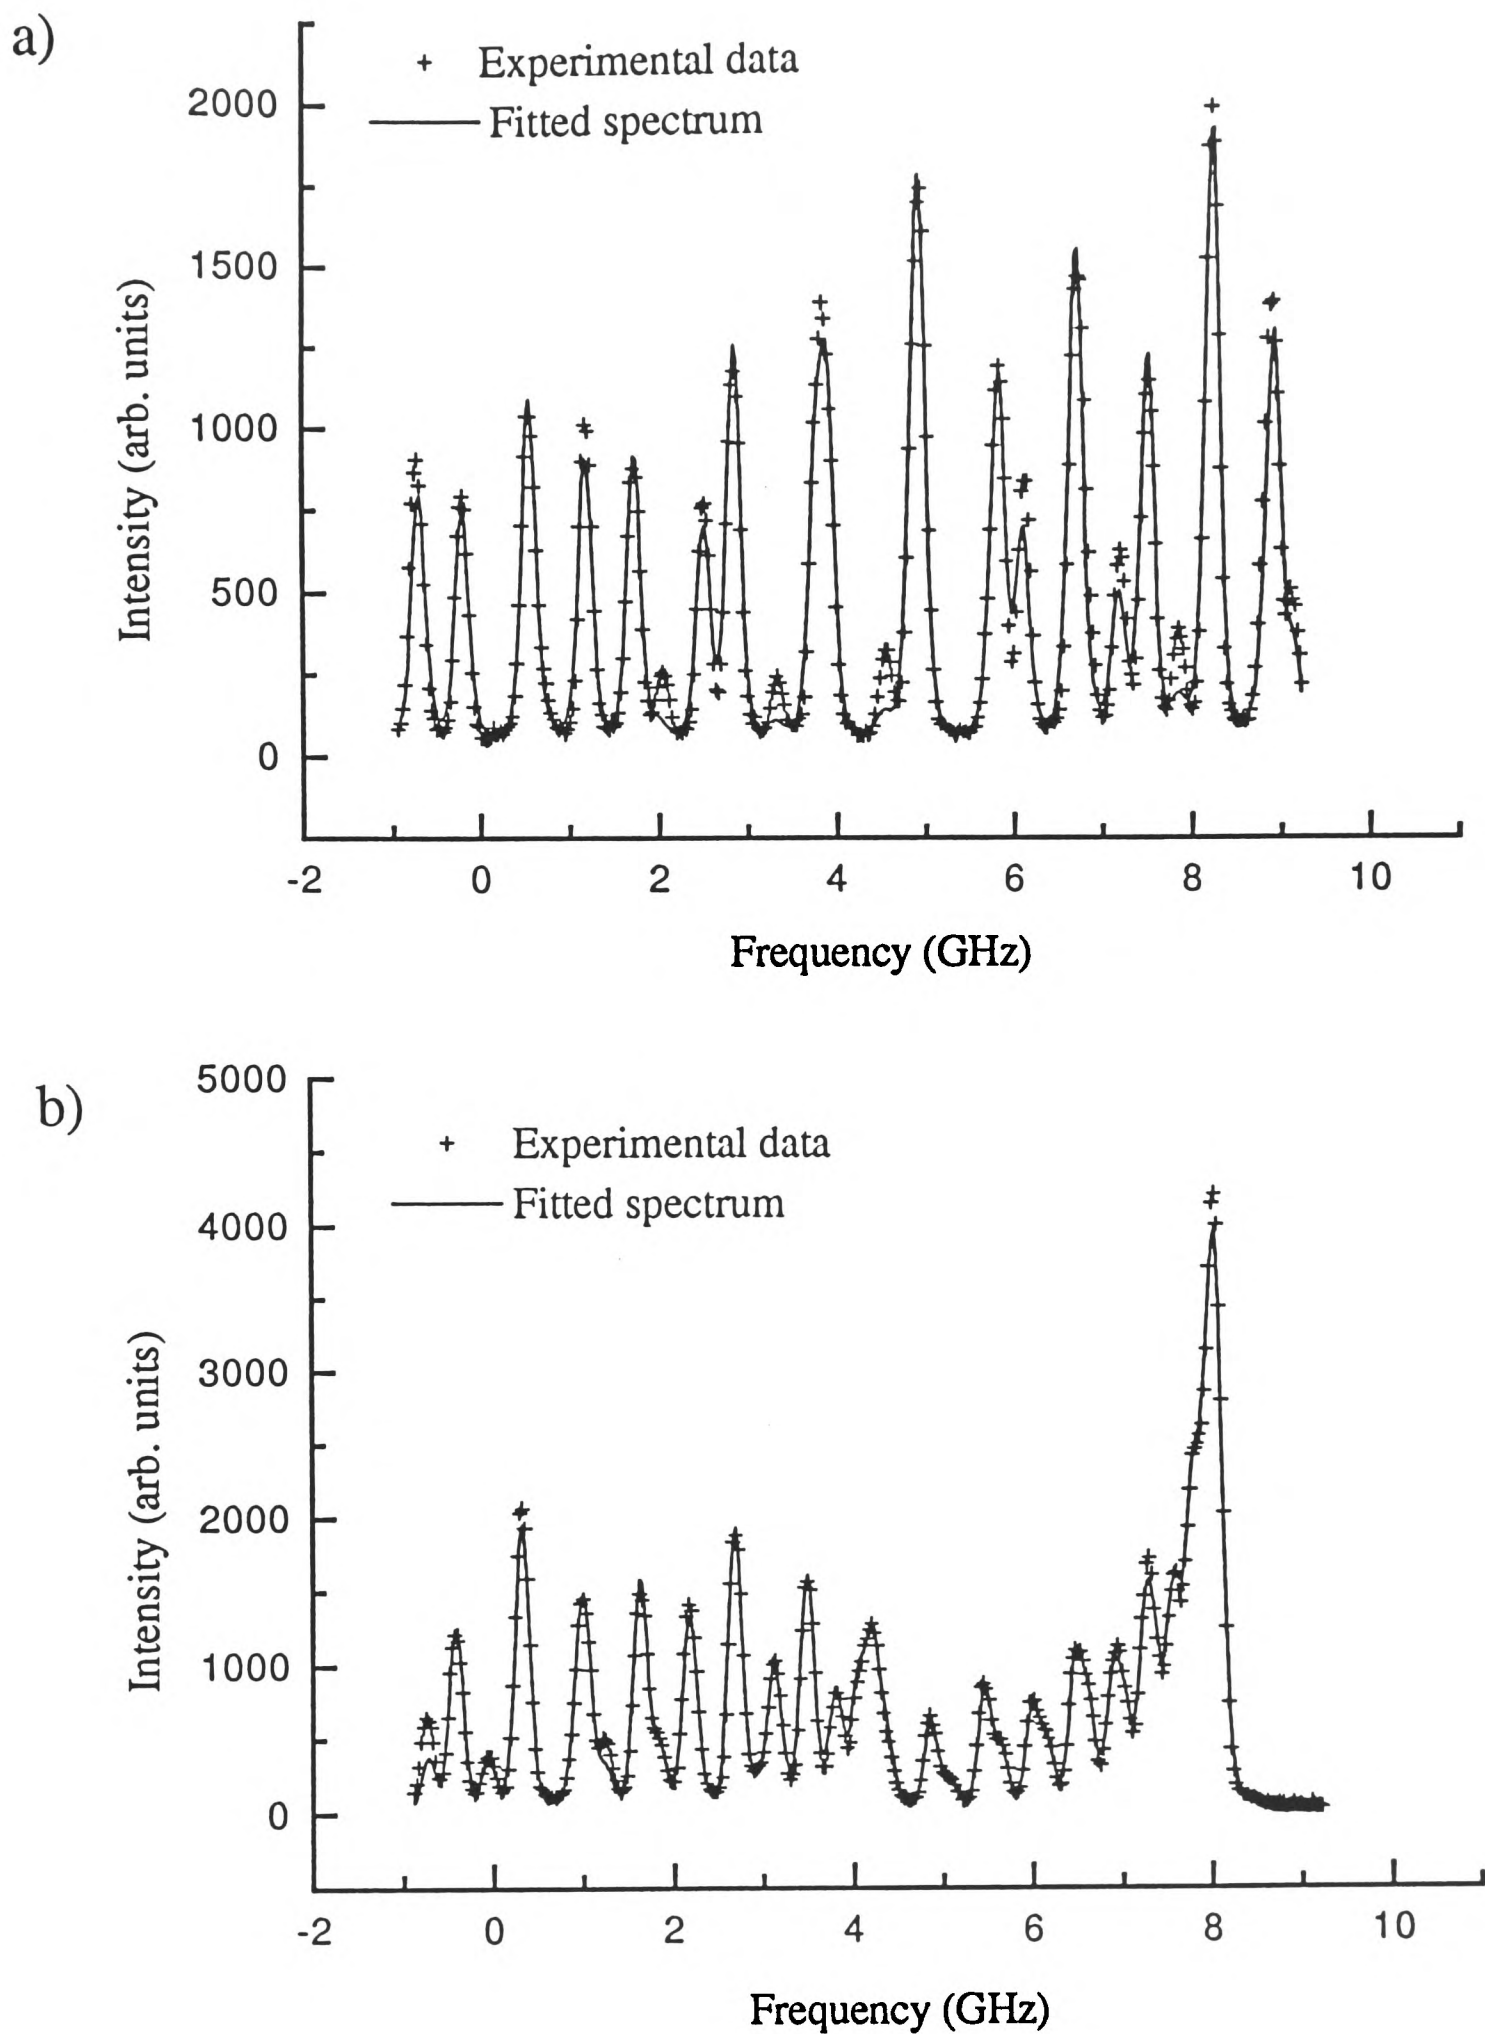 a)
+ Experimental data
Fitted spectrum
2000
1500
1000
500
0
Intensity (arb. units)
-2 0 2 4 6 8 10
Frequency (GHz)
b)
5000
+ Experimental data
Fitted spectrum
4000
3000
2000
1000
0
Intensity (arb. units)
-2 0 2 4 6 8 10
Frequency (GHz)